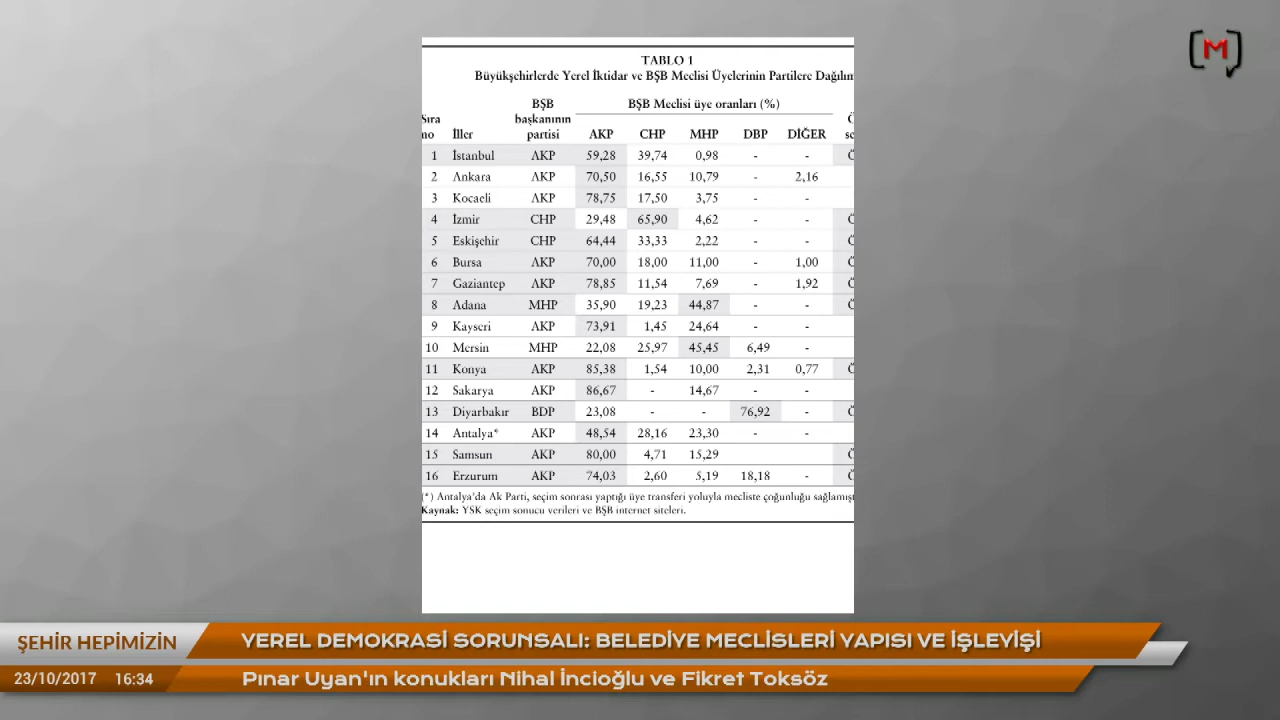 M
TABLO 1
Büyükşehirlerde Yerel İktidar ve BŞB Meclisi Üyelerinin Partilere
BŞB BŞB Meclisi üye oranları (%)
Sıra başkanının
no İller partisi AKP CHP MHP DBP DİĞER
1 İstanbul AKP 59,28 39,74 0,98 - -
2 Ankara AKP 70,50 16,55 10,79 - 2,16
3 Kocaeli AKP 78,75 17,50 3,75 - -
4 İzmir CHP 29,48 65,90 4,62 - -
5 Eskişehir CHP 64,44 33,33 2,22 - -
6 Bursa AKP 70,00 18,00 11,00 - 1,00
7 Gaziantep AKP 78,85 11,54 7,69 - 1,92
8 Adana MHP 35,90 19,23 44,87 - -
9 Kayseri AKP 73,91 1,45 24,64 - -
10 Mersin MHP 22,08 25,97 45,45 6,49 -
11 Konya AKP 85,38 1,54 10,00 2,31 0,77
12 Sakarya AKP 86,67 - 14,67 - -
13 Diyarbakır BDP 23,08 - - 76,92 -
14 Antalya* AKP 48,54 28,16 23,30 - -
15 Samsun AKP 80,00 4,71 15,29
16 Erzurum AKP 74,03 2,60 5,19 18,18 -
(*) Antalya'da Ak Parti, seçim sonrası yaptığı üye transferi yoluyla mecliste çoğunluğu
Kaynak: YSK seçim sonucu verileri ve BŞB internet siteleri.
ŞEHİR HEPİMİZİN
YEREL DEMOKRASİ SORUNSALI: BELEDİYE MECLİSLERİ YAPISI VE İŞLEYİŞİ
23/10/2017 16:34
Pınar Uyan'ın konukları Nihal İncioğlu ve Fikret Toksöz